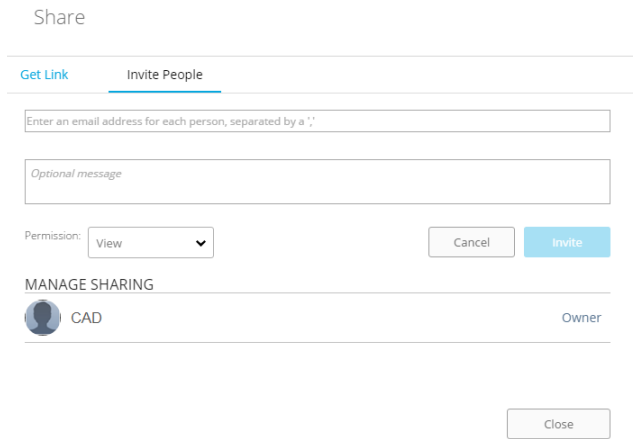 Share
Get Link Invite People
Enter an email address for each person, separated by a ','
Optional message
Permission: View Cancel Invite
MANAGE SHARING
CAD Owner
Close